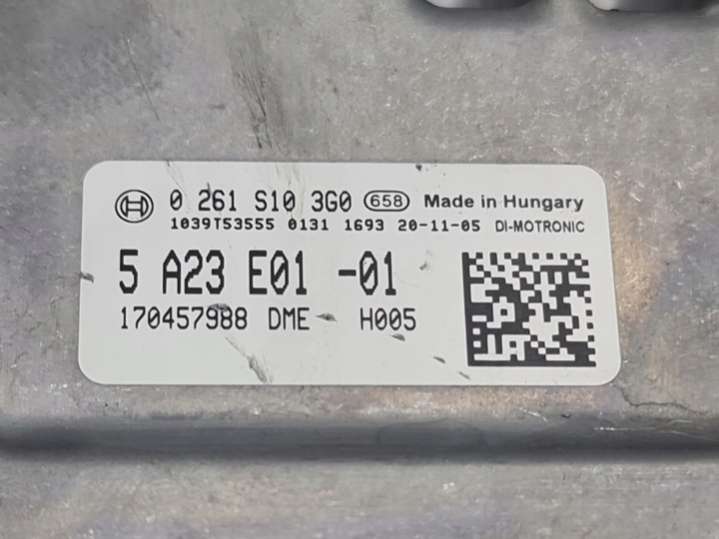 0 261 S10 3G0 658 Made in Hungary
1039T53555 0131 1693 20-11-05 DI-MOTRONIC
5 A23 E01 -01
170457988 DME H005